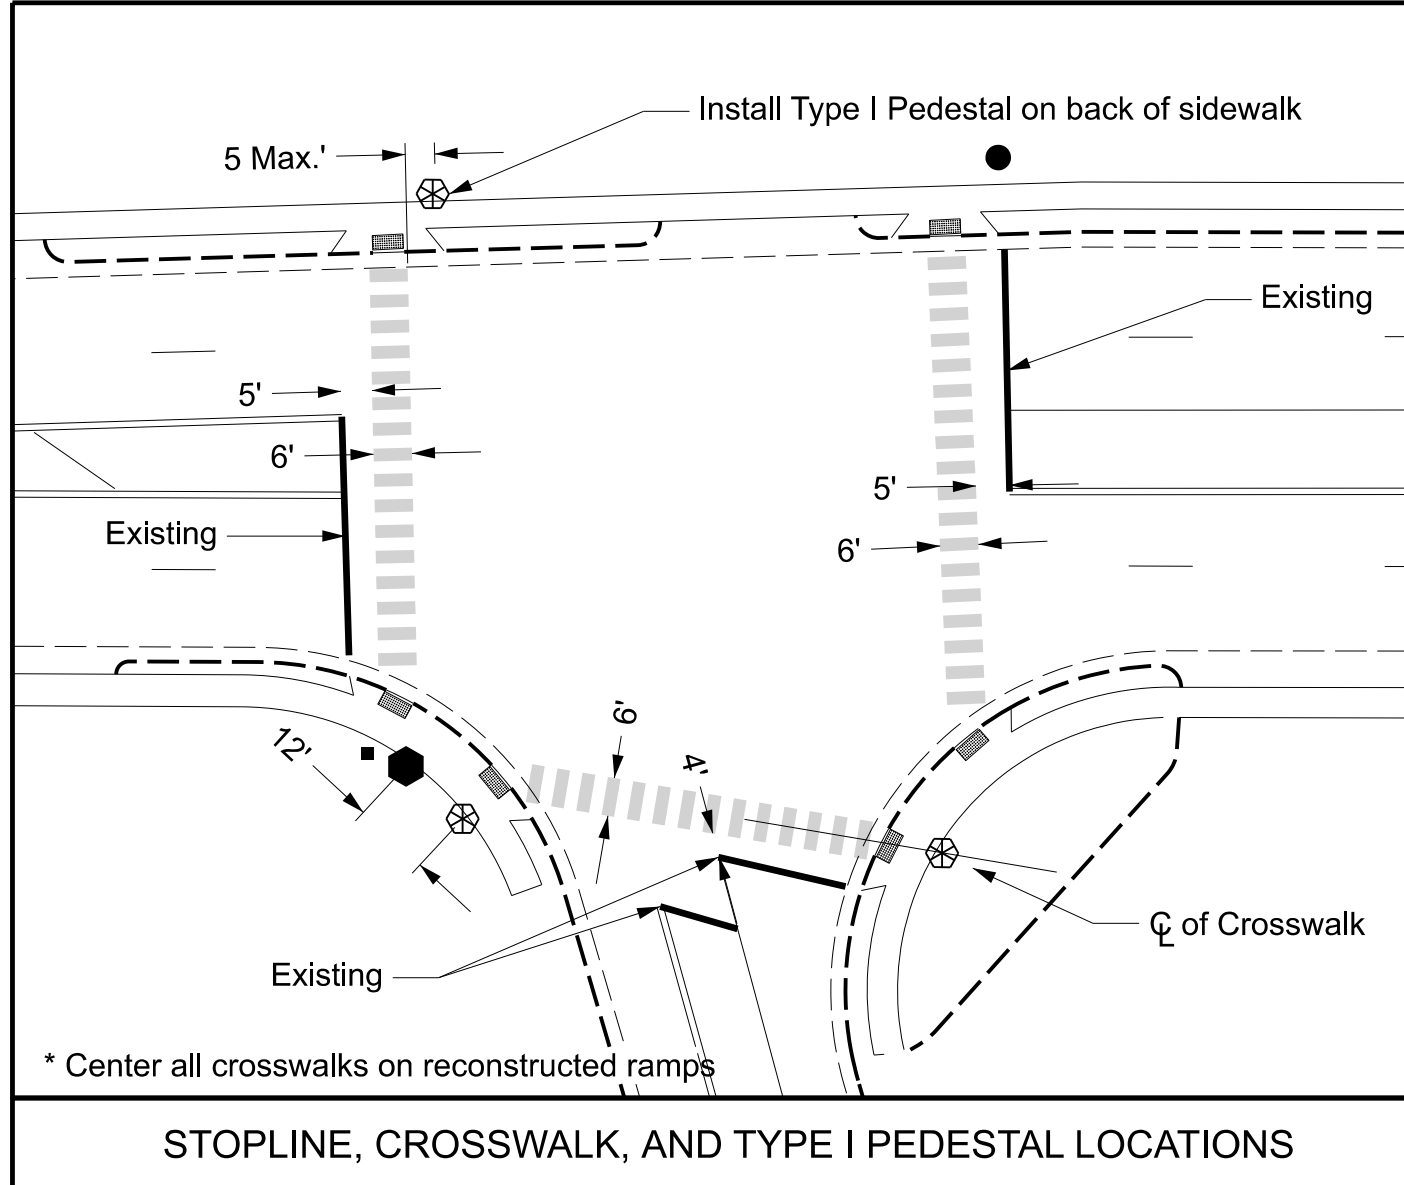 Install Type I Pedestal on back of sidewalk
5 Max.'
Existing
5'
6'
5'
Existing
6'
6'
12'
4'
℄ of Crosswalk
Existing
* Center all crosswalks on reconstructed ramps
STOPLINE, CROSSWALK, AND TYPE I PEDESTAL LOCATIONS